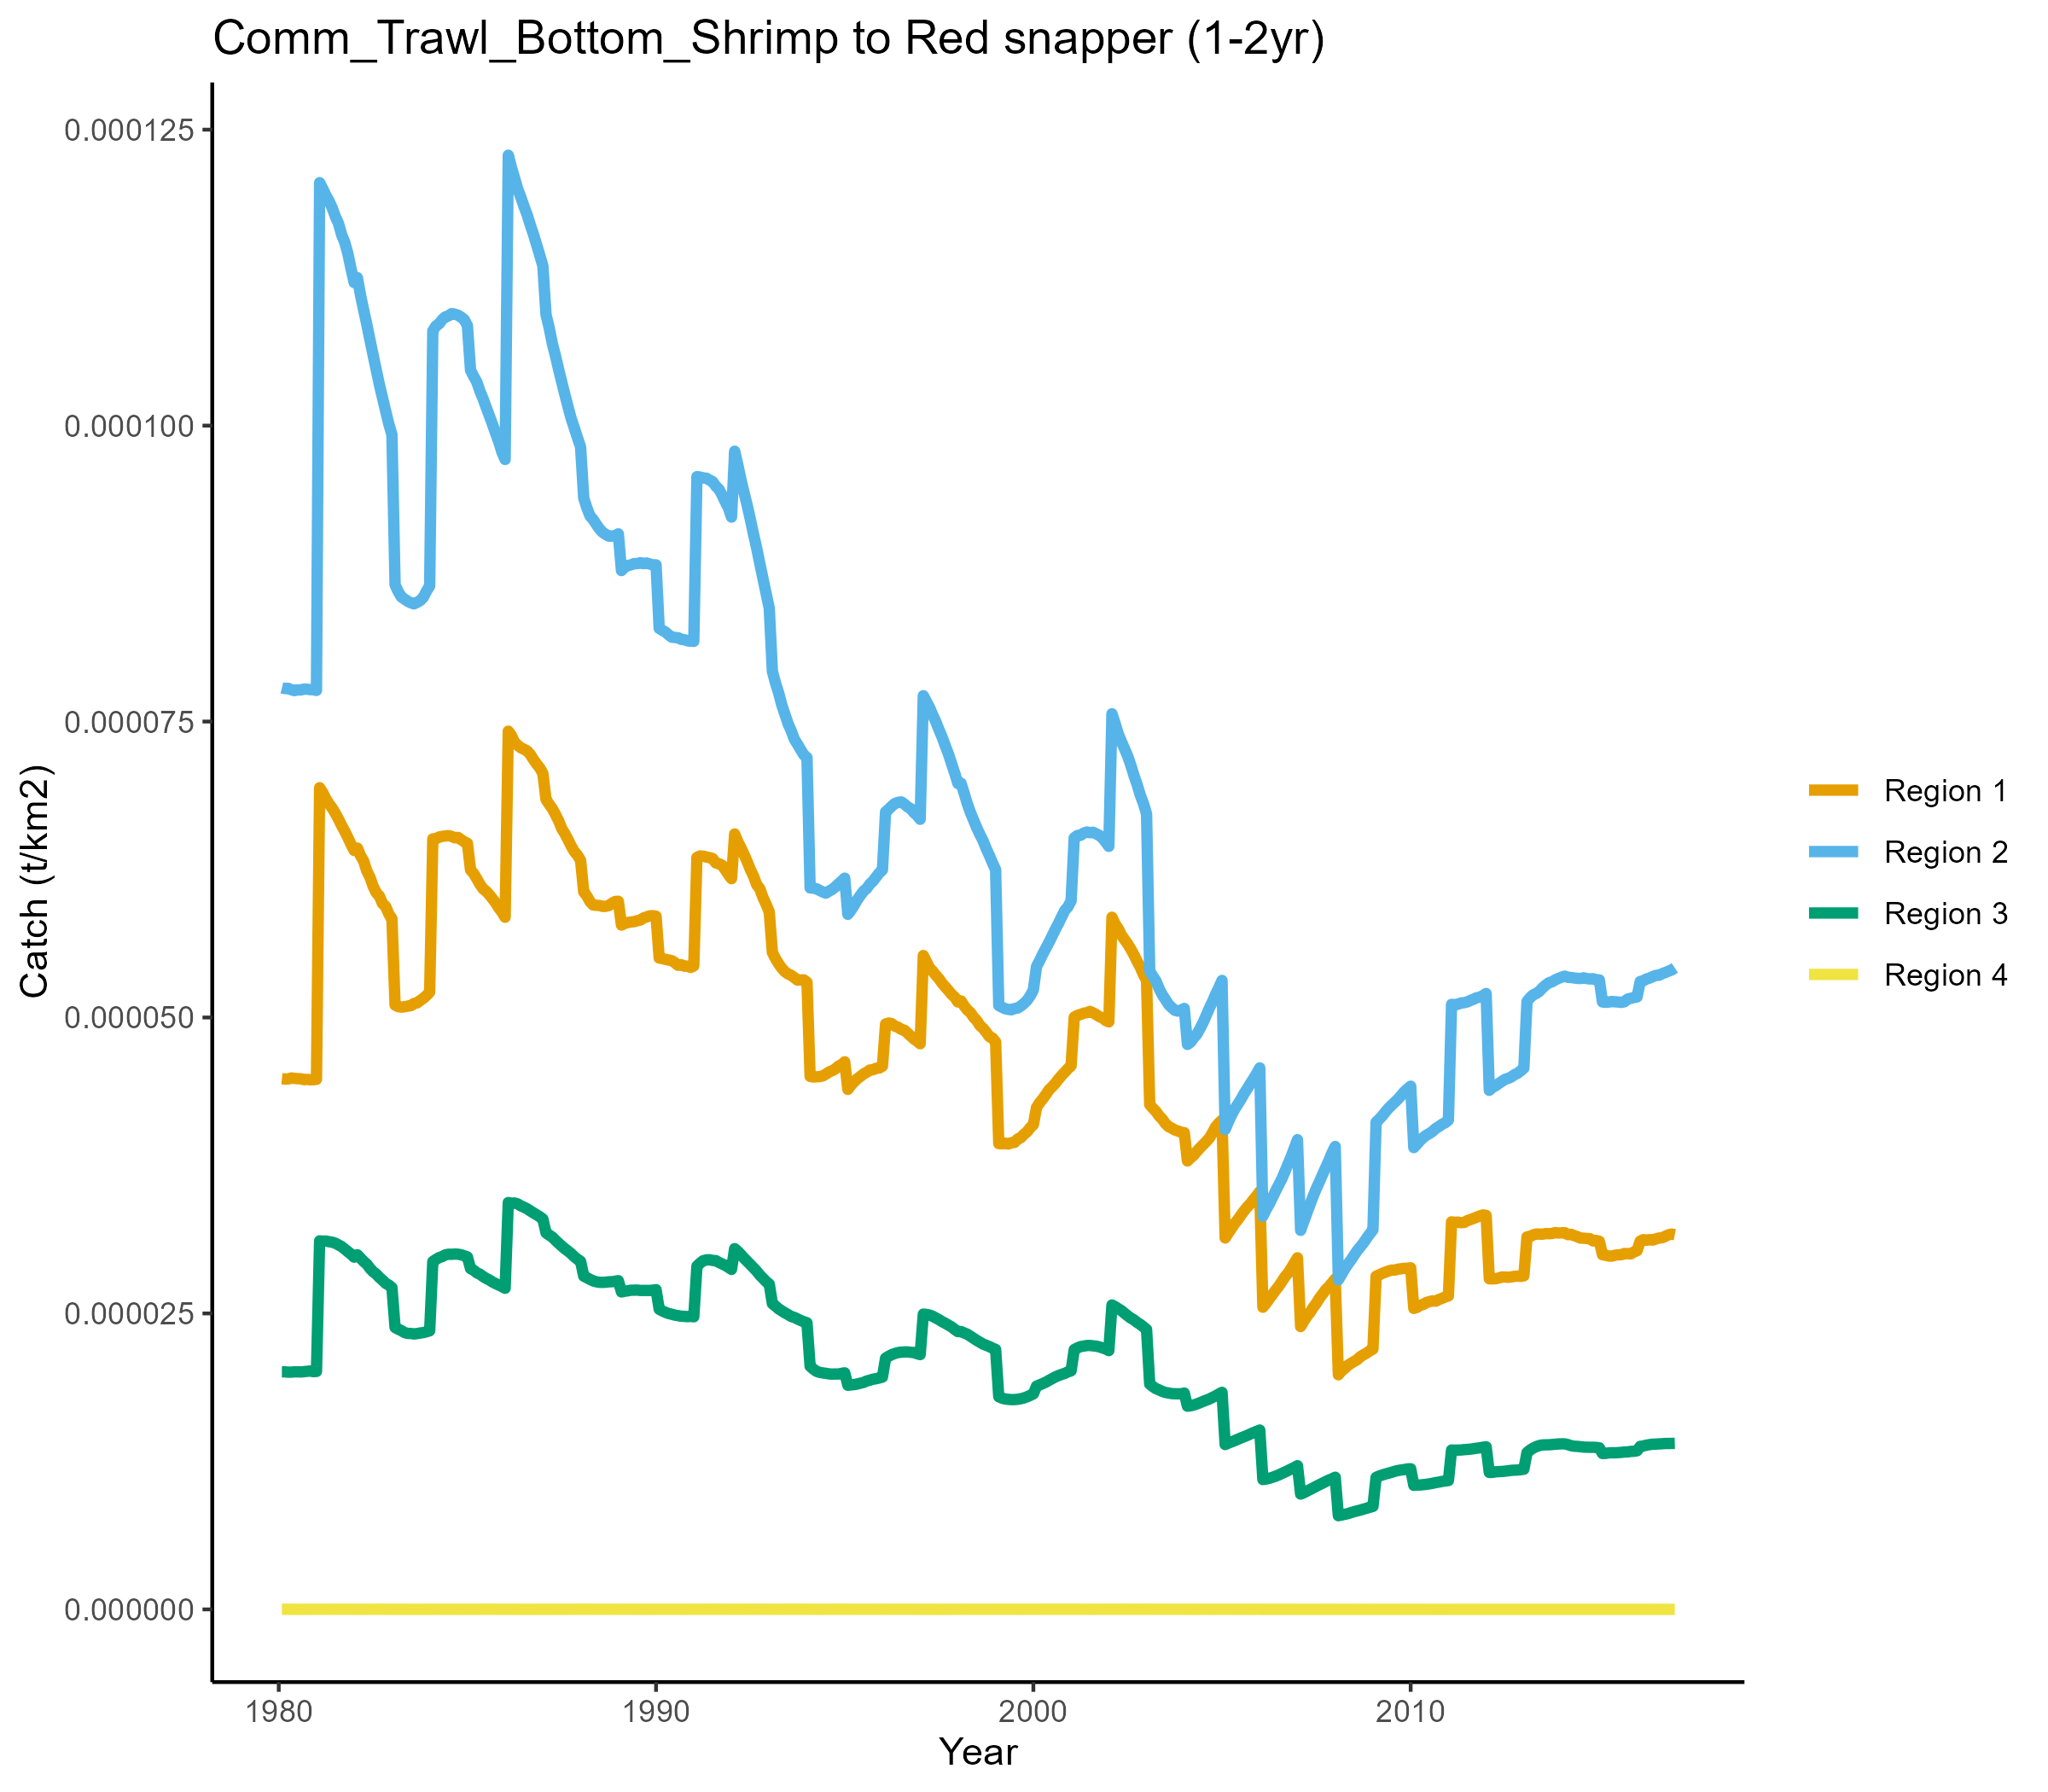 Comm_Trawl_Bottom_Shrimp to Red snapper (1-2yr)
0.000125
0.000100
0.000075
0.000050
0.000025
0.000000
Catch (t/km2)
1980
1990
2000
2010
Year
Region 1
Region 2
Region 3
Region 4